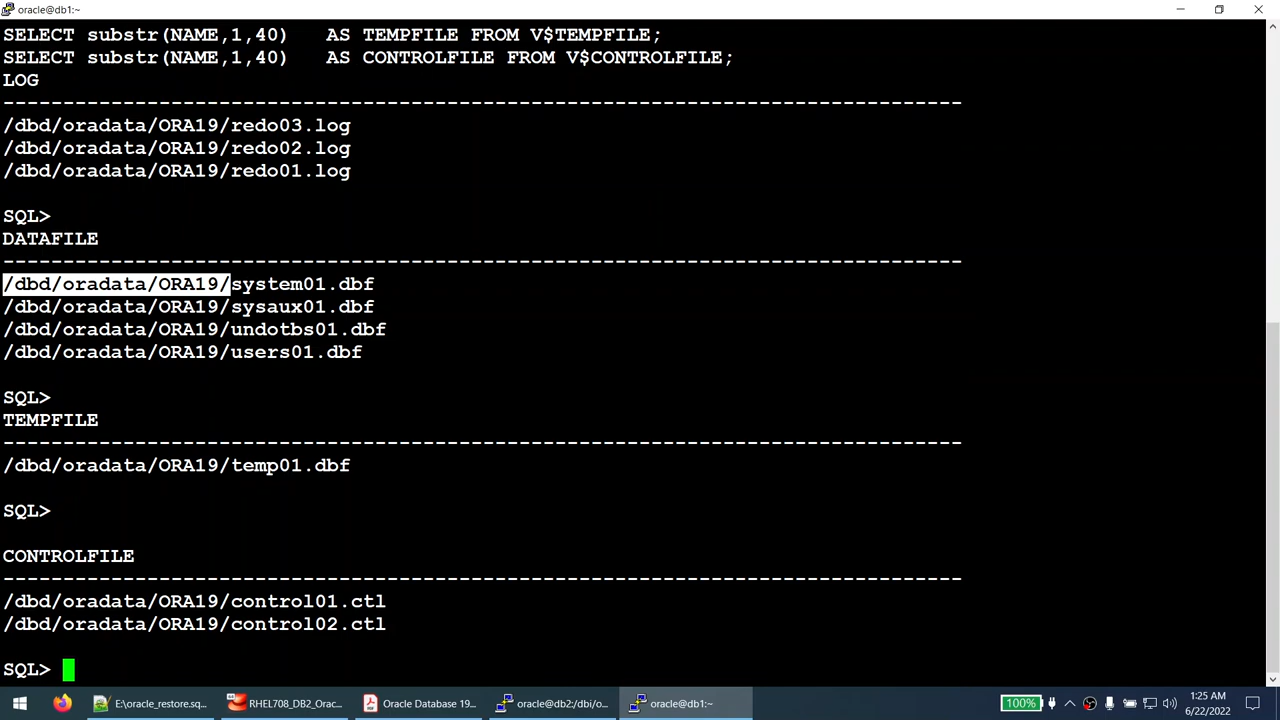 oracle@db1:~
SELECT substr(NAME,1,40)   AS TEMPFILE FROM V$TEMPFILE;
SELECT substr(NAME,1,40)   AS CONTROLFILE FROM V$CONTROLFILE;
LOG
--------------------------------------------------------------------------------
/dbd/oradata/ORA19/redo03.log
/dbd/oradata/ORA19/redo02.log
/dbd/oradata/ORA19/redo01.log
SQL>
DATAFILE
--------------------------------------------------------------------------------
/dbd/oradata/ORA19/system01.dbf
/dbd/oradata/ORA19/sysaux01.dbf
/dbd/oradata/ORA19/undotbs01.dbf
/dbd/oradata/ORA19/users01.dbf
SQL>
TEMPFILE
--------------------------------------------------------------------------------
/dbd/oradata/ORA19/temp01.dbf
SQL>
CONTROLFILE
--------------------------------------------------------------------------------
/dbd/oradata/ORA19/control01.ctl
/dbd/oradata/ORA19/control02.ctl
SQL>
E:\oracle_restore.sq... RHEL708_DB2_Orac... Oracle Database 19... oracle@db2:/dbi/o... oracle@db1:~ 100% 1:25 AM
6/22/2022